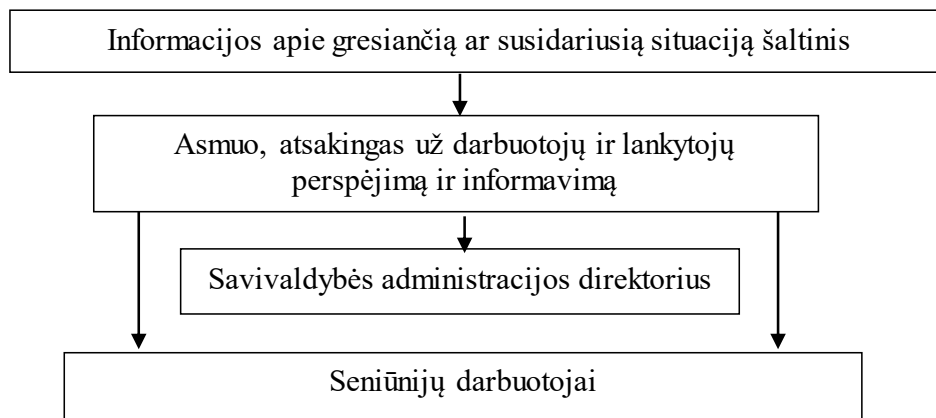 Informacijos apie gresiančią ar susidariusią situaciją šaltinis
Asmuo, atsakingas už darbuotojų ir lankytojų
perspėjimą ir informavimą
Savivaldybės administracijos direktorius
Seniūnijų darbuotojai